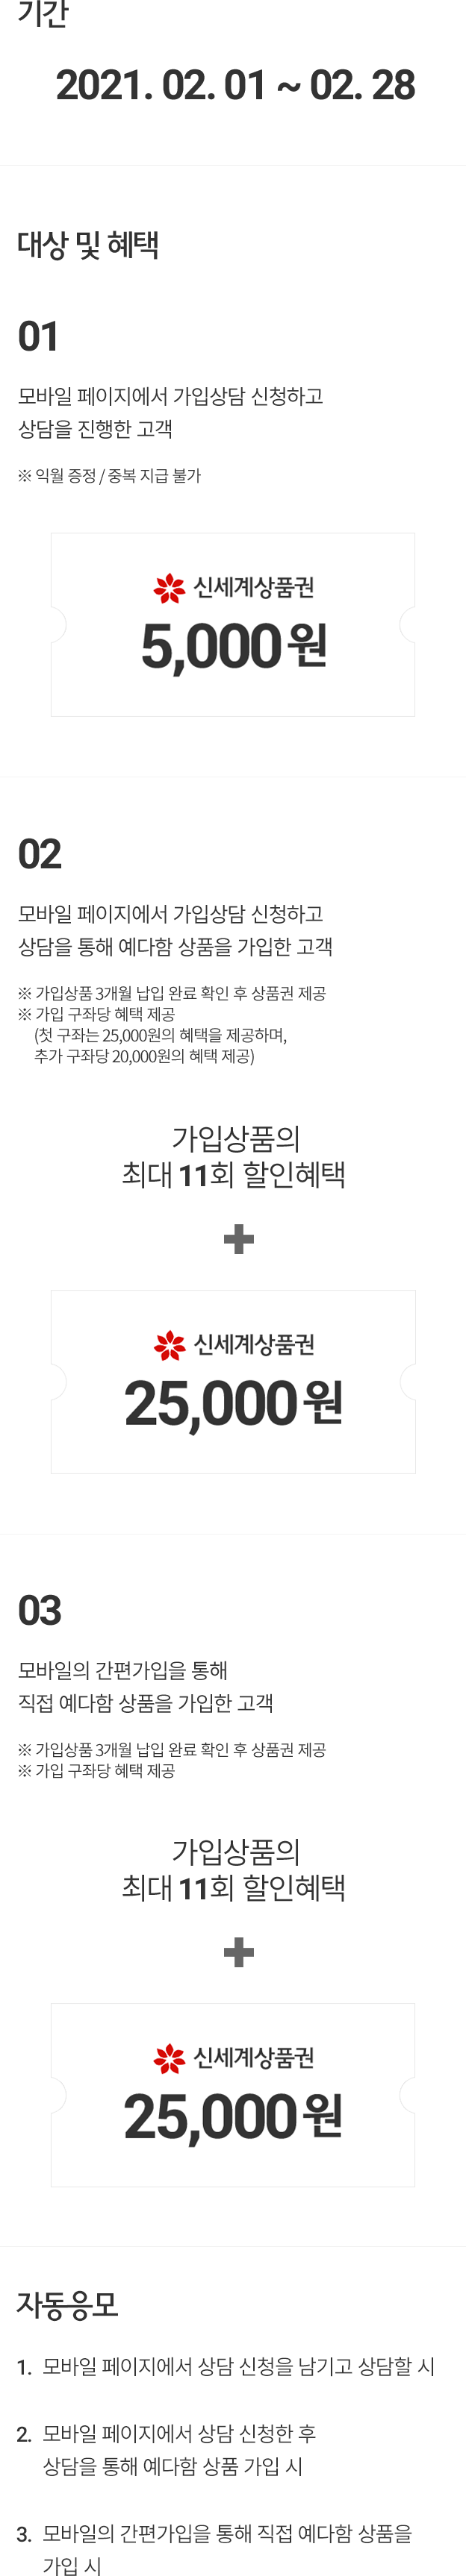 기간
2021. 02. 01 ~ 02. 28
대상 및 혜택
01
모바일 페이지에서 가입상담 신청하고
상담을 진행한 고객
※ 익월 증정 / 중복 지급 불가
신세계상품권
5,000원
02
모바일 페이지에서 가입상담 신청하고
상담을 통해 예다함 상품을 가입한 고객
※ 가입상품 3개월 납입 완료 확인 후 상품권 제공
※ 가입 구좌당 혜택 제공
(첫 구좌는 25,000원의 혜택을 제공하며,
추가 구좌당 20,000원의 혜택 제공)
가입상품의
최대 11회 할인혜택
+
신세계상품권
25,000원
03
모바일의 간편가입을 통해
직접 예다함 상품을 가입한 고객
※ 가입상품 3개월 납입 완료 확인 후 상품권 제공
※ 가입 구좌당 혜택 제공
가입상품의
최대 11회 할인혜택
+
신세계상품권
25,000원
자동응모
1. 모바일 페이지에서 상담 신청을 남기고 상담할 시
2. 모바일 페이지에서 상담 신청한 후
상담을 통해 예다함 상품 가입 시
3. 모바일의 간편가입을 통해 직접 예다함 상품을
가입 시